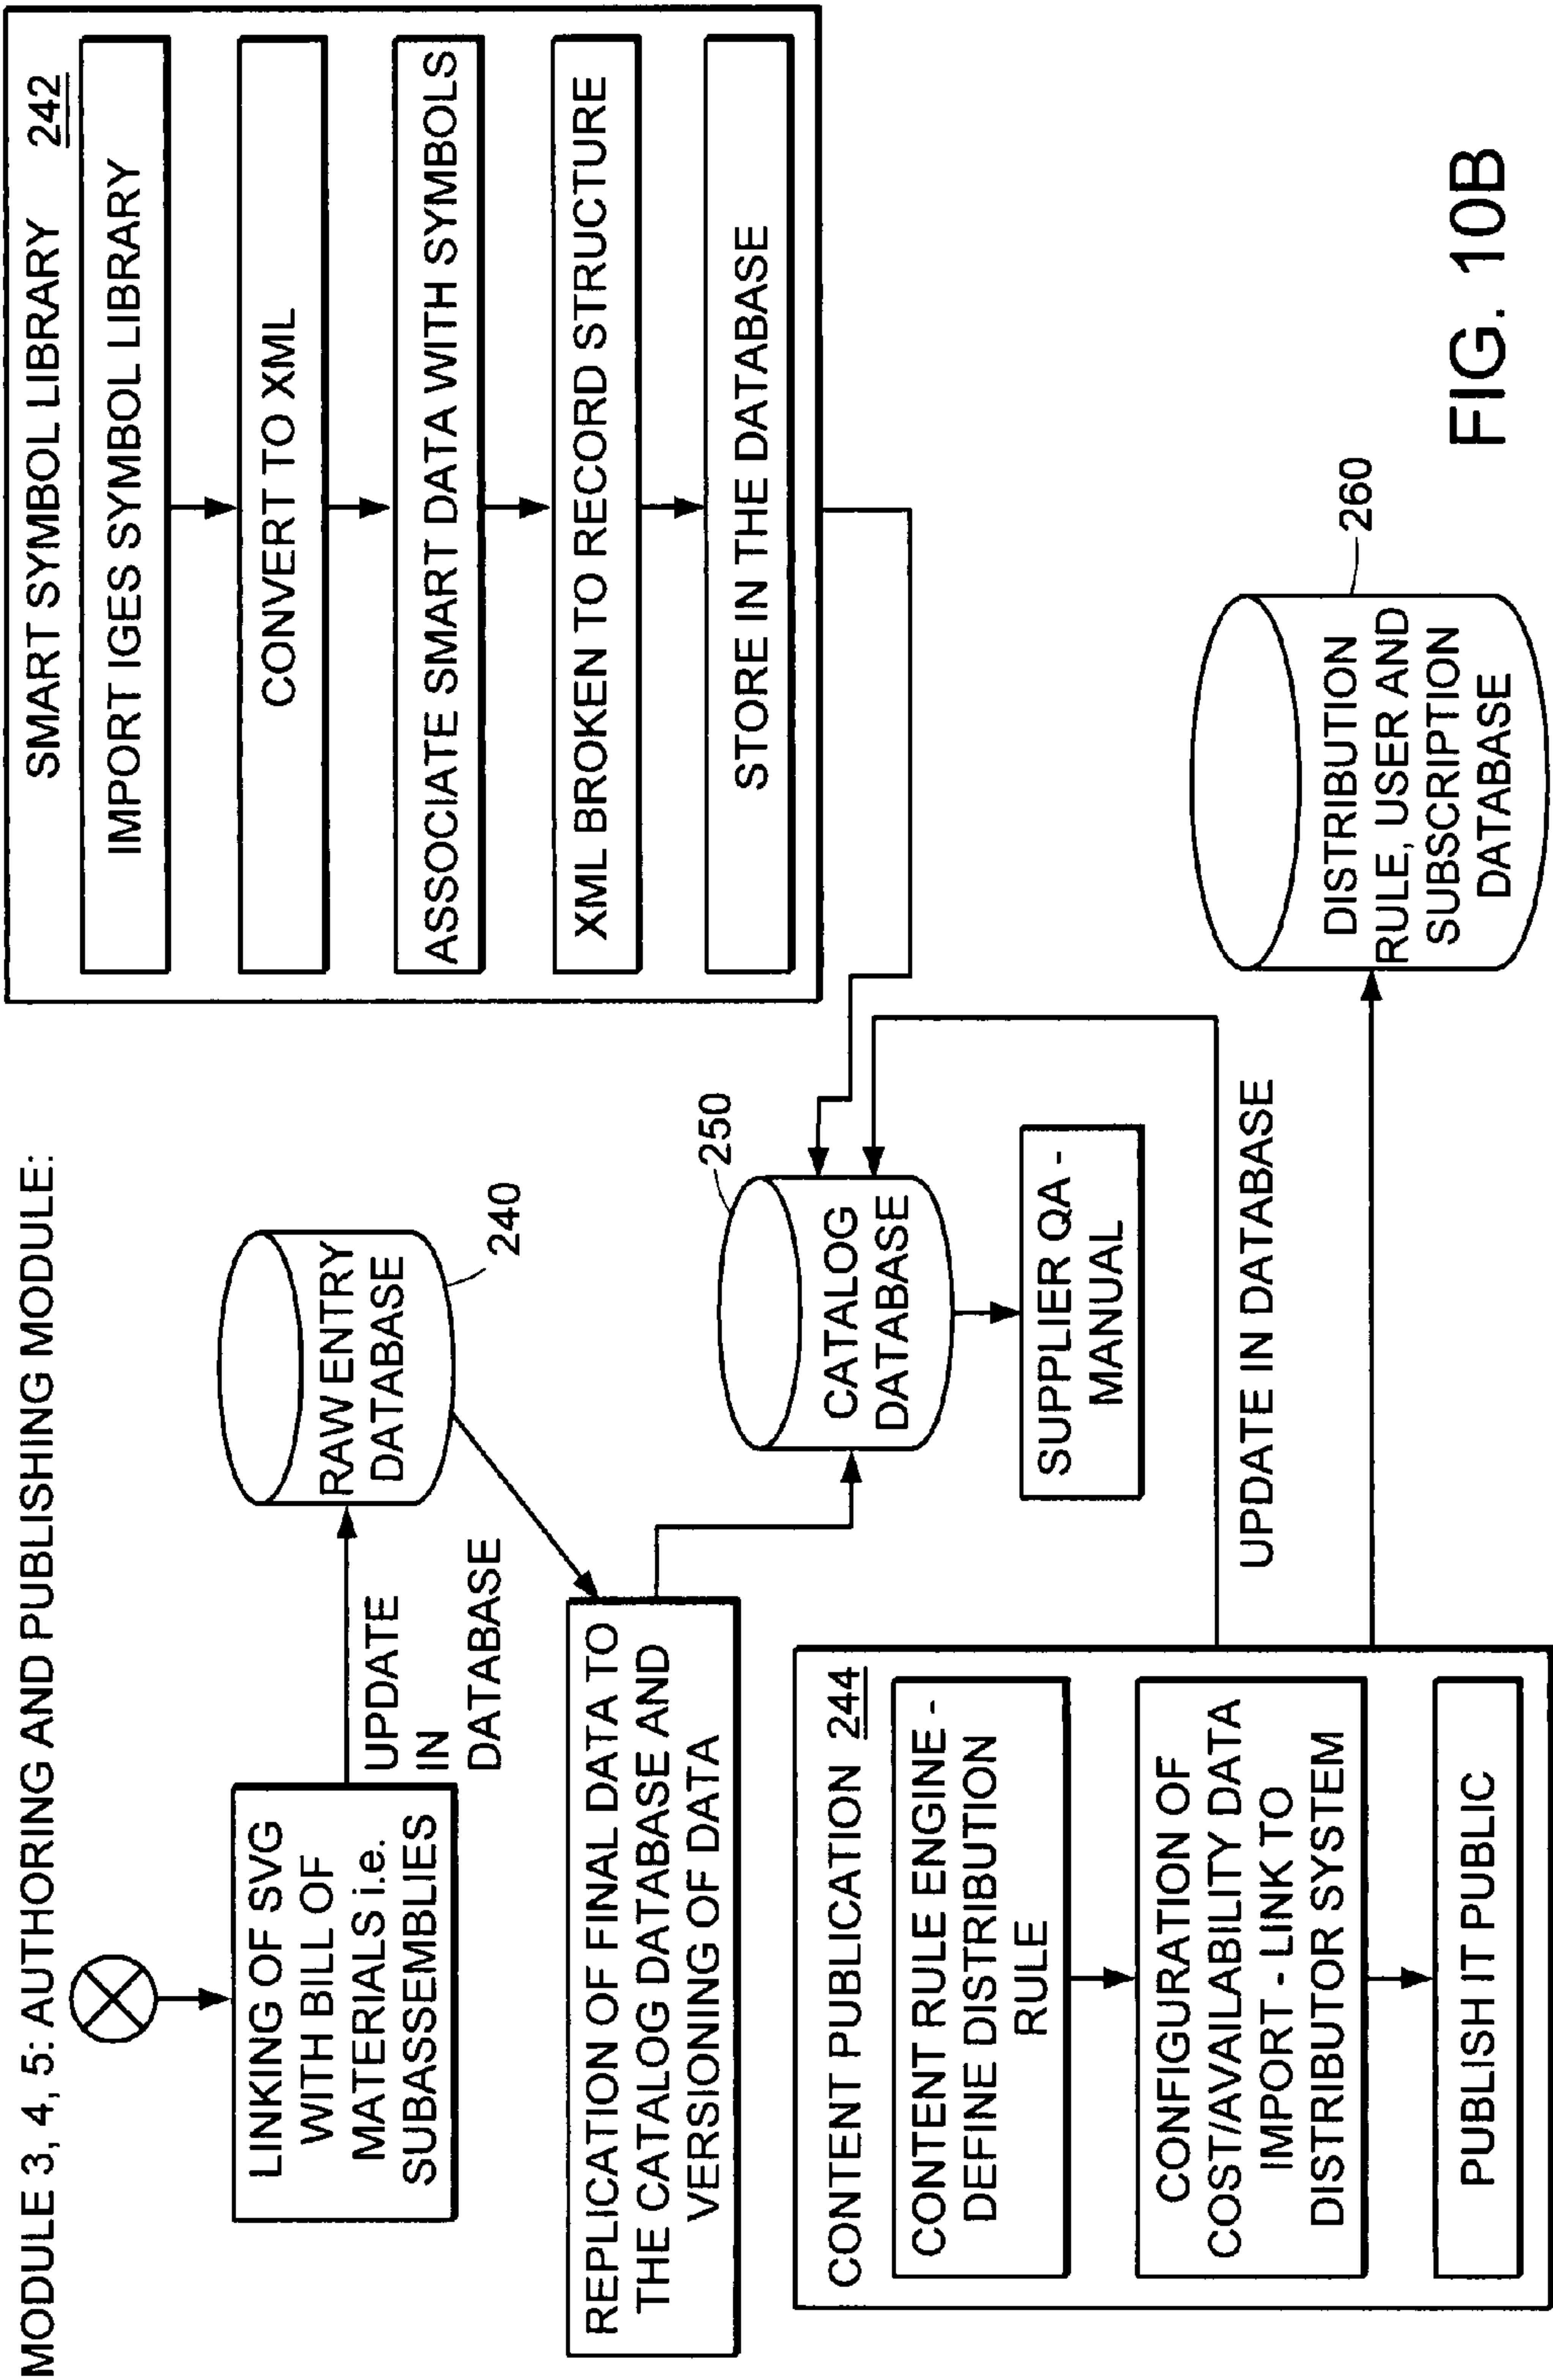 MODULE 3, 4, 5: AUTHORING AND PUBLISHING MODULE:
LINKING OF SVG
WITH BILL OF
MATERIALS i.e.
SUBASSEMBLIES
UPDATE
IN
DATABASE
RAW ENTRY
DATABASE
240
REPLICATION OF FINAL DATA TO
THE CATALOG DATABASE AND
VERSIONING OF DATA
CONTENT PUBLICATION 244
CONTENT RULE ENGINE -
DEFINE DISTRIBUTION
RULE
CONFIGURATION OF
COST/AVAILABILITY DATA
IMPORT - LINK TO
DISTRIBUTOR SYSTEM
PUBLISH IT PUBLIC
250
CATALOG
DATABASE
SUPPLIER QA -
MANUAL
UPDATE IN DATABASE
SMART SYMBOL LIBRARY 242
IMPORT IGES SYMBOL LIBRARY
CONVERT TO XML
ASSOCIATE SMART DATA WITH SYMBOLS
XML BROKEN TO RECORD STRUCTURE
STORE IN THE DATABASE
260
DISTRIBUTION
RULE, USER AND
SUBSCRIPTION
DATABASE
FIG. 10B